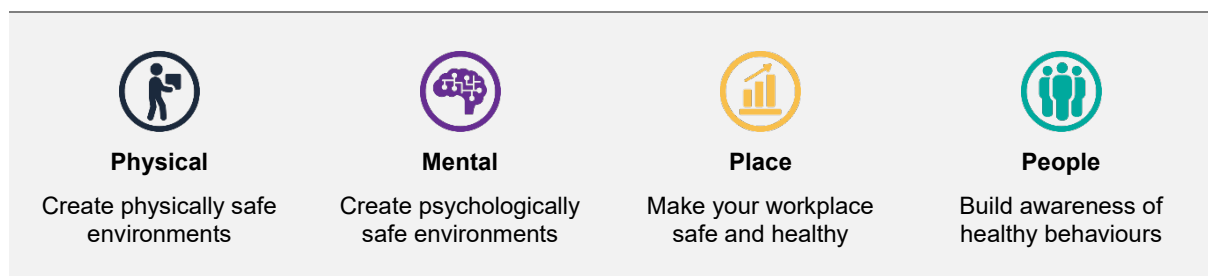 Physical
Create physically safe
environments
Mental
Create psychologically
safe environments
Place
Make your workplace
safe and healthy
People
Build awareness of
healthy behaviours